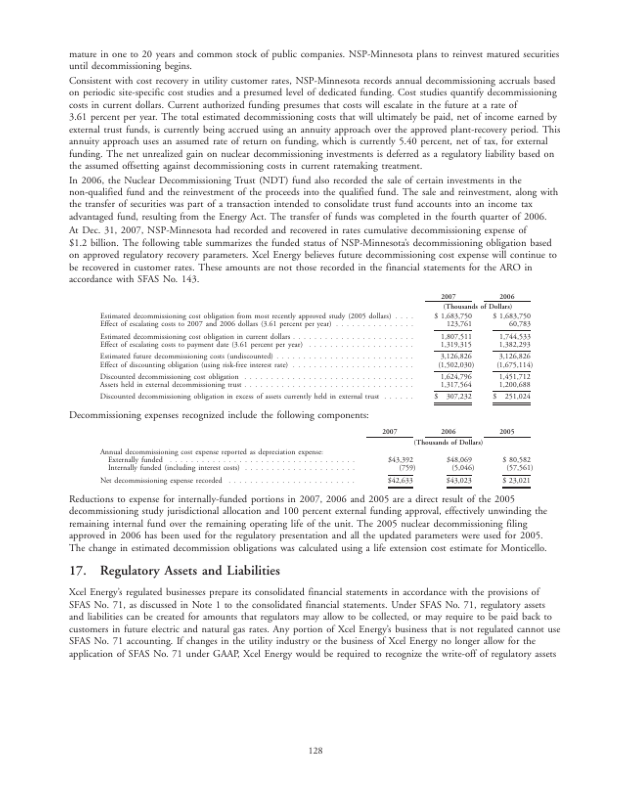 mature in one to 20 years and common stock of public companies. NSP-Minnesota plans to reinvest matured securities
until decommissioning begins.
Consistent with cost recovery in utility customer rates, NSP-Minnesota records annual decommissioning accruals based
on periodic site-specific cost studies and a presumed level of dedicated funding. Cost studies quantify decommissioning
costs in current dollars. Current authorized funding presumes that costs will escalate in the future at a rate of
3.61 percent per year. The total estimated decommissioning costs that will ultimately be paid, net of income earned by
external trust funds, is currently being accrued using an annuity approach over the approved plant-recovery period. This
annuity approach uses an assumed rate of return on funding, which is currently 5.40 percent, net of tax, for external
funding. The net unrealized gain on nuclear decommissioning investments is deferred as a regulatory liability based on
the assumed offsetting against decommissioning costs in current ratemaking treatment.
In 2006, the Nuclear Decommissioning Trust (NDT) fund also recorded the sale of certain investments in the
non-qualified fund and the reinvestment of the proceeds into the qualified fund. The sale and reinvestment, along with
the transfer of securities was part of a transaction intended to consolidate trust fund accounts into an income tax
advantaged fund, resulting from the Energy Act. The transfer of funds was completed in the fourth quarter of 2006.
At Dec. 31, 2007, NSP-Minnesota had recorded and recovered in rates cumulative decommissioning expense of
$1.2 billion. The following table summarizes the funded status of NSP-Minnesota's decommissioning obligation based
on approved regulatory recovery parameters. Xcel Energy believes future decommissioning cost expense will continue to
be recovered in customer rates. These amounts are not those recorded in the financial statements for the ARO in
accordance with SFAS No. 143.
2007 2006
(Thousands of Dollars)
Estimated decommissioning cost obligation from most recently approved study (2005 dollars) . . . . $ 1,683,750 $ 1,683,750
Effect of escalating costs to 2007 and 2006 dollars (3.61 percent per year) . . . . . . . . . . . . . . . 123,761 60,783
Estimated decommissioning cost obligation in current dollars . . . . . . . . . . . . . . . . . . 1,807,511 1,744,533
Effect of escalating costs to payment date (3.61 percent per year) . . . . . . . . . . . . . . . . . 1,319,315 1,382,293
Estimated future decommissioning costs (undiscounted) . . . . . . . . . . . . . . . . . . . . . . 3,126,826 3,126,826
Effect of discounting obligation (using risk-free interest rate) . . . . . . . . . . . . . . . . . . . (1,502,030) (1,675,114)
Discounted decommissioning cost obligation . . . . . . . . . . . . . . . . . . . . . . . . . . . 1,624,796 1,451,712
Assets held in external decommissioning trust . . . . . . . . . . . . . . . . . . . . . . . . . . . 1,317,564 1,200,688
Discounted decommissioning obligation in excess of assets currently held in external trust . . . . . . $ 307,232 $ 251,024
Decommissioning expenses recognized include the following components:
2007 2006 2005
(Thousands of Dollars)
Annual decommissioning cost expense reported as depreciation expense:
Externally funded . . . . . . . . . . . . . . . . . . . . . . . . . . . . . . . . . . $43,392 $48,069 $ 80,582
Internally funded (including interest costs) . . . . . . . . . . . . . . . . . . . . . (759) (5,046) (57,561)
Net decommissioning expense recorded . . . . . . . . . . . . . . . . . . . . . . . . $42,633 $43,023 $ 23,021
Reductions to expense for internally-funded portions in 2007, 2006 and 2005 are a direct result of the 2005
decommissioning study jurisdictional allocation and 100 percent external funding approval, effectively unwinding the
remaining internal fund over the remaining operating life of the unit. The 2005 nuclear decommissioning filing
approved in 2006 has been used for the regulatory presentation and all the updated parameters were used for 2005.
The change in estimated decommission obligations was calculated using a life extension cost estimate for Monticello.
17. Regulatory Assets and Liabilities
Xcel Energy's regulated businesses prepare its consolidated financial statements in accordance with the provisions of
SFAS No. 71, as discussed in Note 1 to the consolidated financial statements. Under SFAS No. 71, regulatory assets
and liabilities can be created for amounts that regulators may allow to be collected, or may require to be paid back to
customers in future electric and natural gas rates. Any portion of Xcel Energy's business that is not regulated cannot use
SFAS No. 71 accounting. If changes in the utility industry or the business of Xcel Energy no longer allow for the
application of SFAS No. 71 under GAAP, Xcel Energy would be required to recognize the write-off of regulatory assets
128